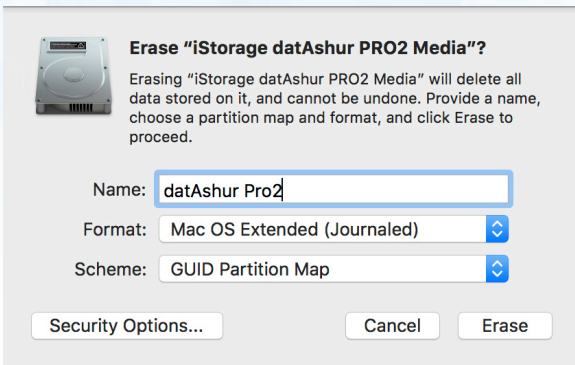 Erase “iStorage datAshur PRO2 Media”?
Erasing “iStorage datAshur PRO2 Media” will delete all
data stored on it, and cannot be undone. Provide a name,
choose a partition map and format, and click Erase to
proceed.
Name: datAshur Pro2
Format: Mac OS Extended (Journaled)
Scheme: GUID Partition Map
Security Options... Cancel Erase